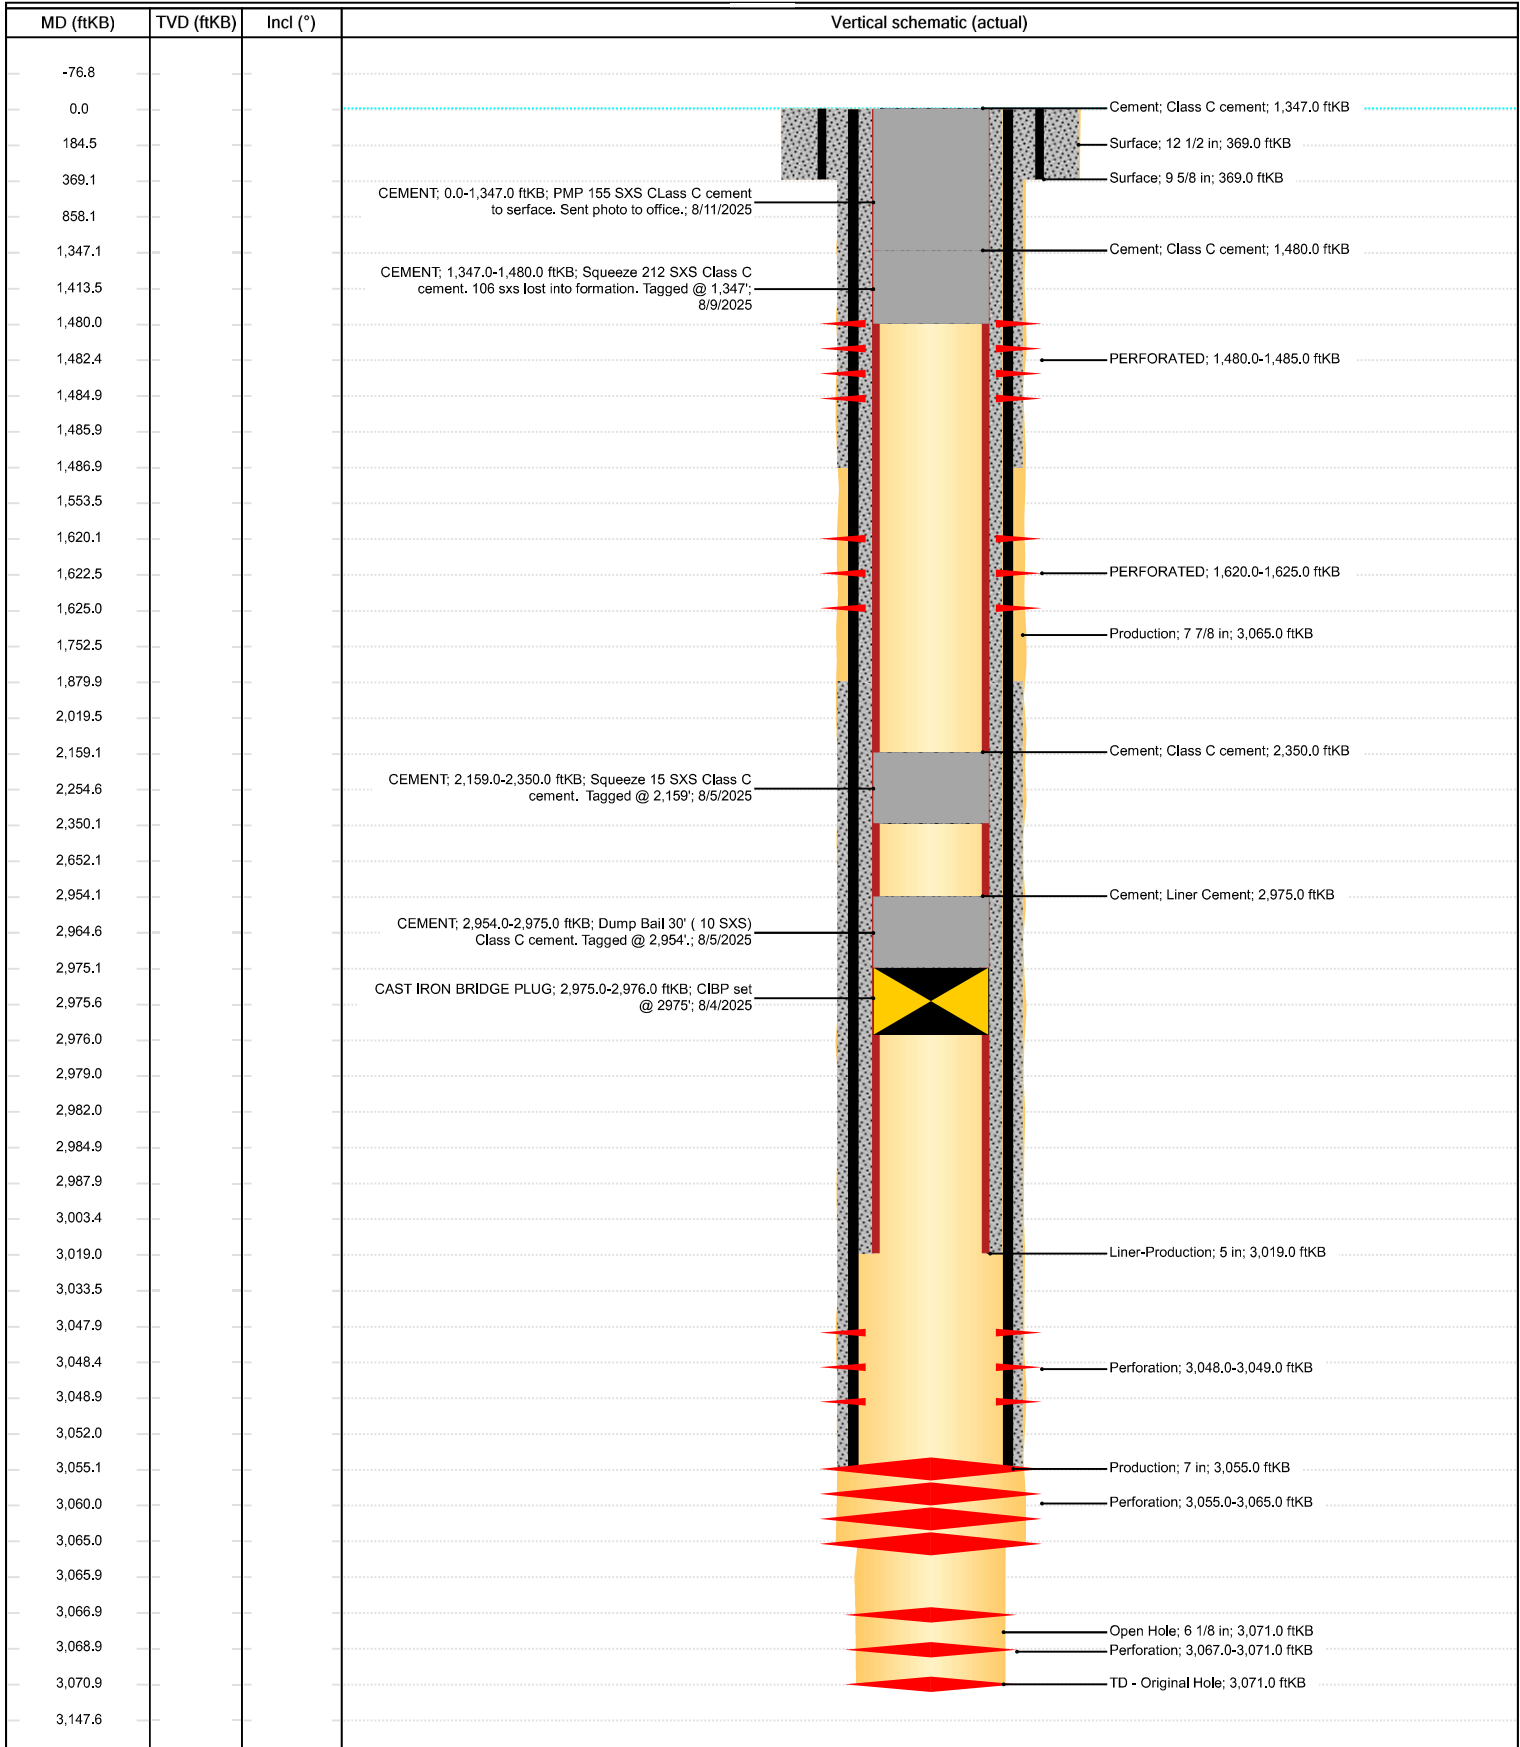 MD (ftKB) TVD (ftKB) Incl (°) Vertical schematic (actual)
-76.8
0.0
184.5
369.1
858.1
1,347.1
1,413.5
1,480.0
1,482.4
1,484.9
1,485.9
1,486.9
1,553.5
1,620.1
1,622.5
1,625.0
1,752.5
1,879.9
2,019.5
2,159.1
2,254.6
2,350.1
2,652.1
2,954.1
2,964.6
2,975.1
2,975.6
2,976.0
2,979.0
2,982.0
2,984.9
2,987.9
3,003.4
3,019.0
3,033.5
3,047.9
3,048.4
3,048.9
3,052.0
3,055.1
3,060.0
3,065.0
3,065.9
3,066.9
3,068.9
3,070.9
3,147.6
CEMENT; 0.0-1,347.0 ftKB; PMP 155 SXS CLass C cement
to serface. Sent photo to office.; 8/11/2025
CEMENT; 1,347.0-1,480.0 ftKB; Squeeze 212 SXS Class C
cement. 106 sxs lost into formation. Tagged @ 1,347';
8/9/2025
CEMENT; 2,159.0-2,350.0 ftKB; Squeeze 15 SXS Class C
cement.  Tagged @ 2,159'; 8/5/2025
CEMENT; 2,954.0-2,975.0 ftKB; Dump Bail 30' ( 10 SXS)
Class C cement. Tagged @ 2,954'.; 8/5/2025
CAST IRON BRIDGE PLUG; 2,975.0-2,976.0 ftKB; CIBP set
@ 2975'; 8/4/2025
Cement; Class C cement; 1,347.0 ftKB
Surface; 12 1/2 in; 369.0 ftKB
Surface; 9 5/8 in; 369.0 ftKB
Cement; Class C cement; 1,480.0 ftKB
PERFORATED; 1,480.0-1,485.0 ftKB
PERFORATED; 1,620.0-1,625.0 ftKB
Production; 7 7/8 in; 3,065.0 ftKB
Cement; Class C cement; 2,350.0 ftKB
Cement; Liner Cement; 2,975.0 ftKB
Liner-Production; 5 in; 3,019.0 ftKB
Perforation; 3,048.0-3,049.0 ftKB
Production; 7 in; 3,055.0 ftKB
Perforation; 3,055.0-3,065.0 ftKB
Open Hole; 6 1/8 in; 3,071.0 ftKB
Perforation; 3,067.0-3,071.0 ftKB
TD - Original Hole; 3,071.0 ftKB